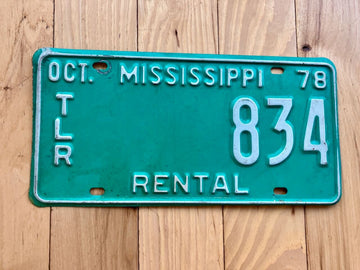 OCT. MISSISSIPPI 78
TLR
834
RENTAL